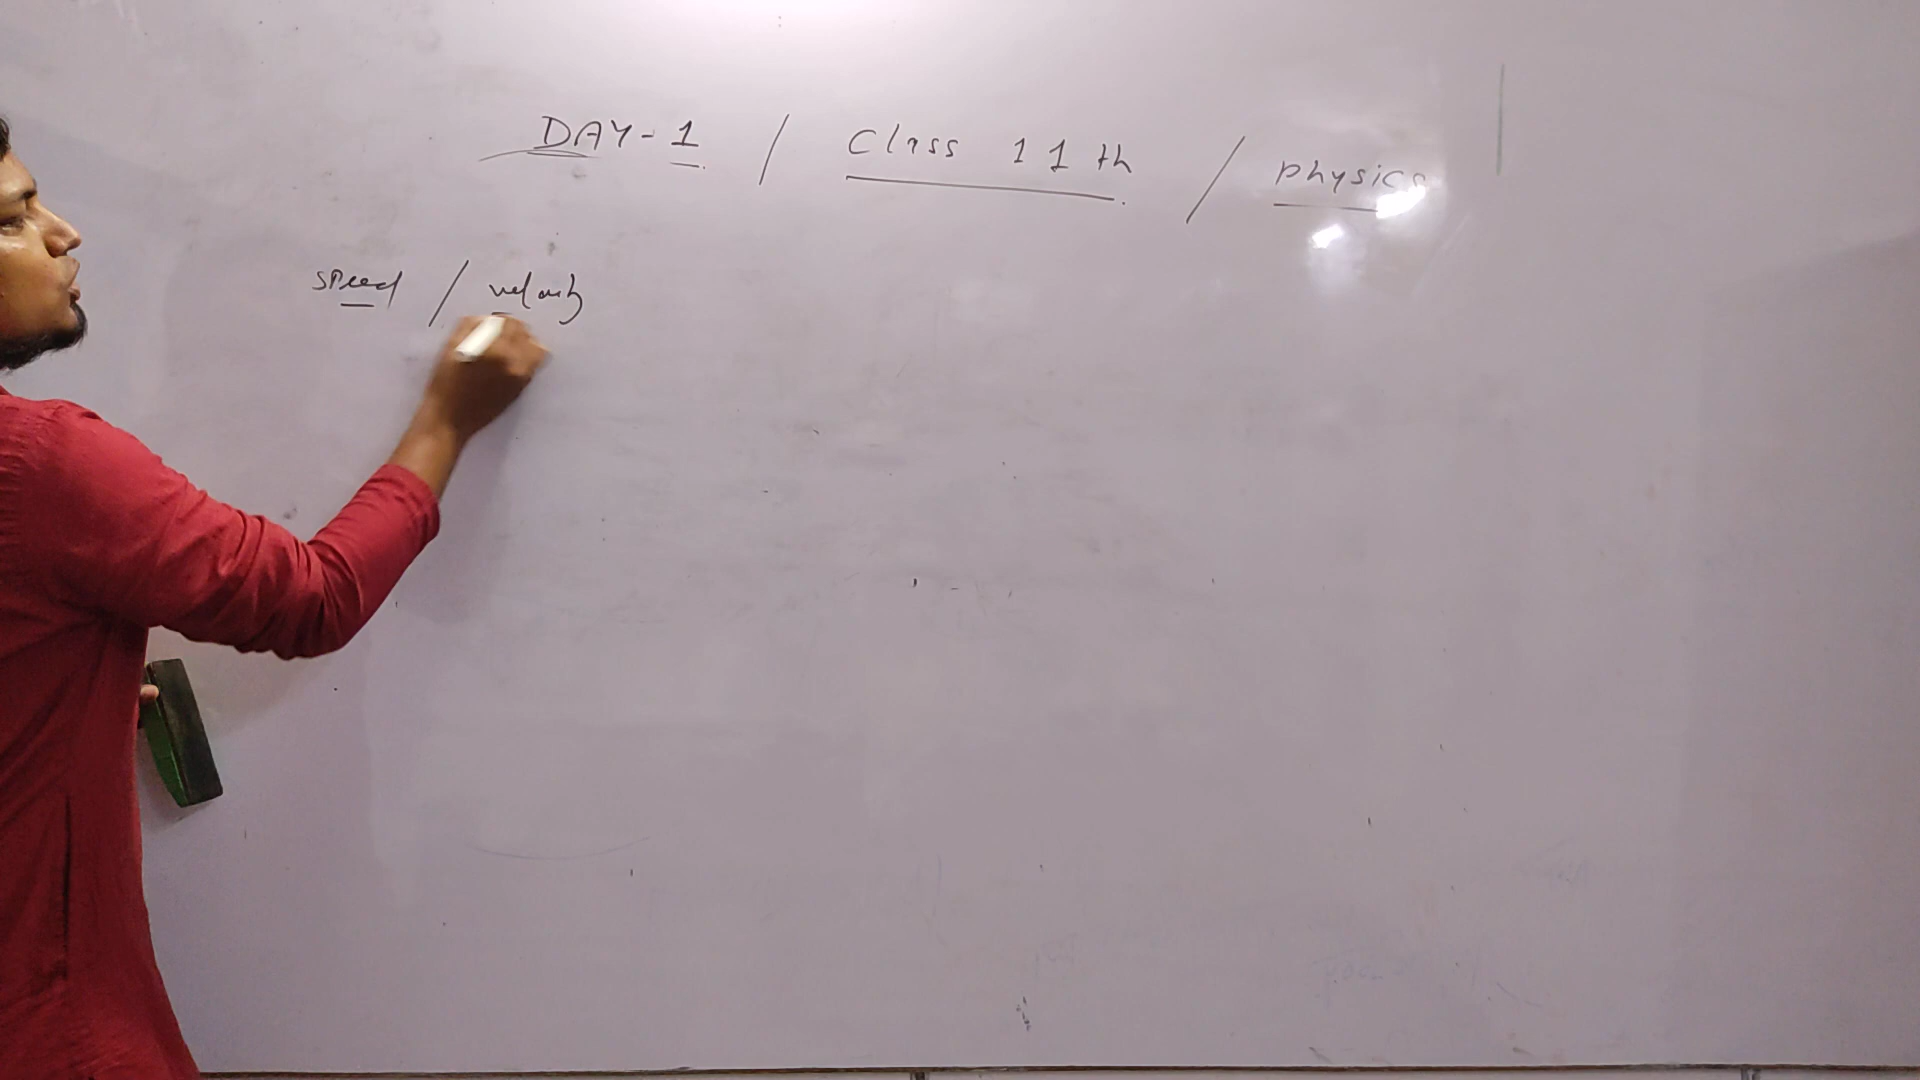 DAY-1 / Class 11th / physics
speed / velocity